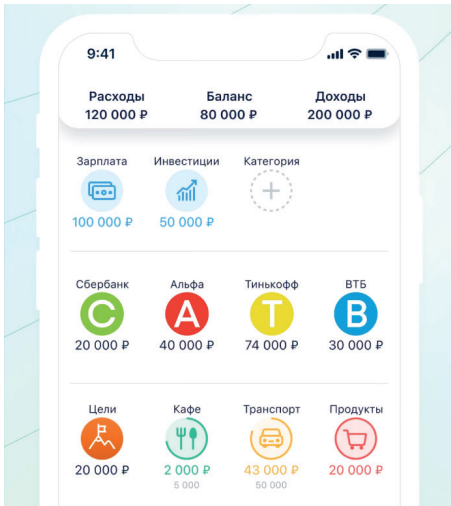 9:41
Расходы Баланс Доходы
120 000 ₽ 80 000 ₽ 200 000 ₽
Зарплата Инвестиции Категория
100 000 ₽ 50 000 ₽
Сбербанк Альфа Тинькофф ВТБ
С А Т В
20 000 ₽ 40 000 ₽ 74 000 ₽ 30 000 ₽
Цели Кафе Транспорт Продукты
20 000 ₽ 2 000 ₽ 43 000 ₽ 20 000 ₽
5 000 50 000